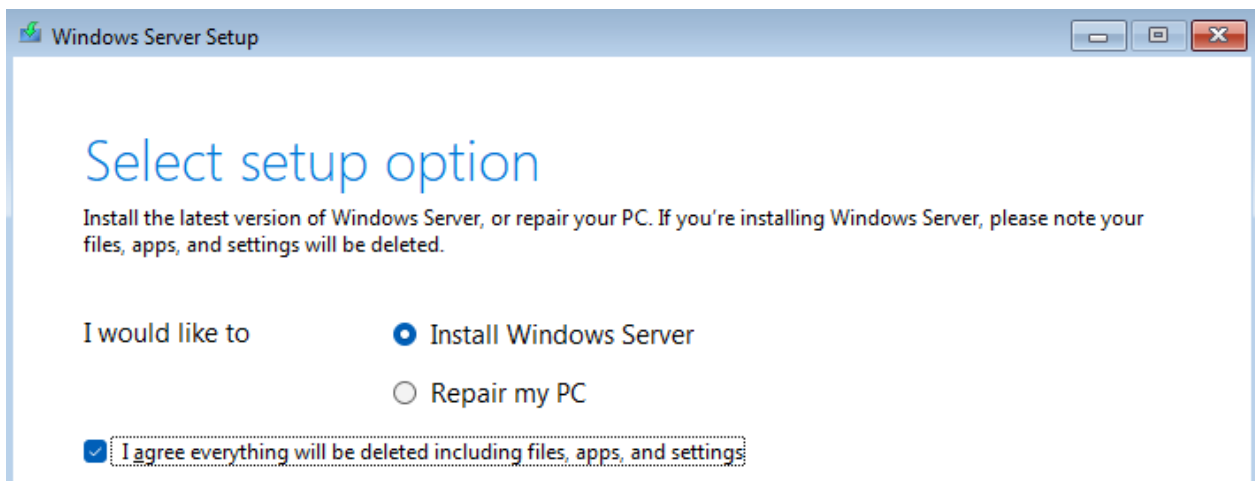 Windows Server Setup
Select setup option
Install the latest version of Windows Server, or repair your PC. If you're installing Windows Server, please note your
files, apps, and settings will be deleted.
I would like to
Install Windows Server
Repair my PC
I agree everything will be deleted including files, apps, and settings